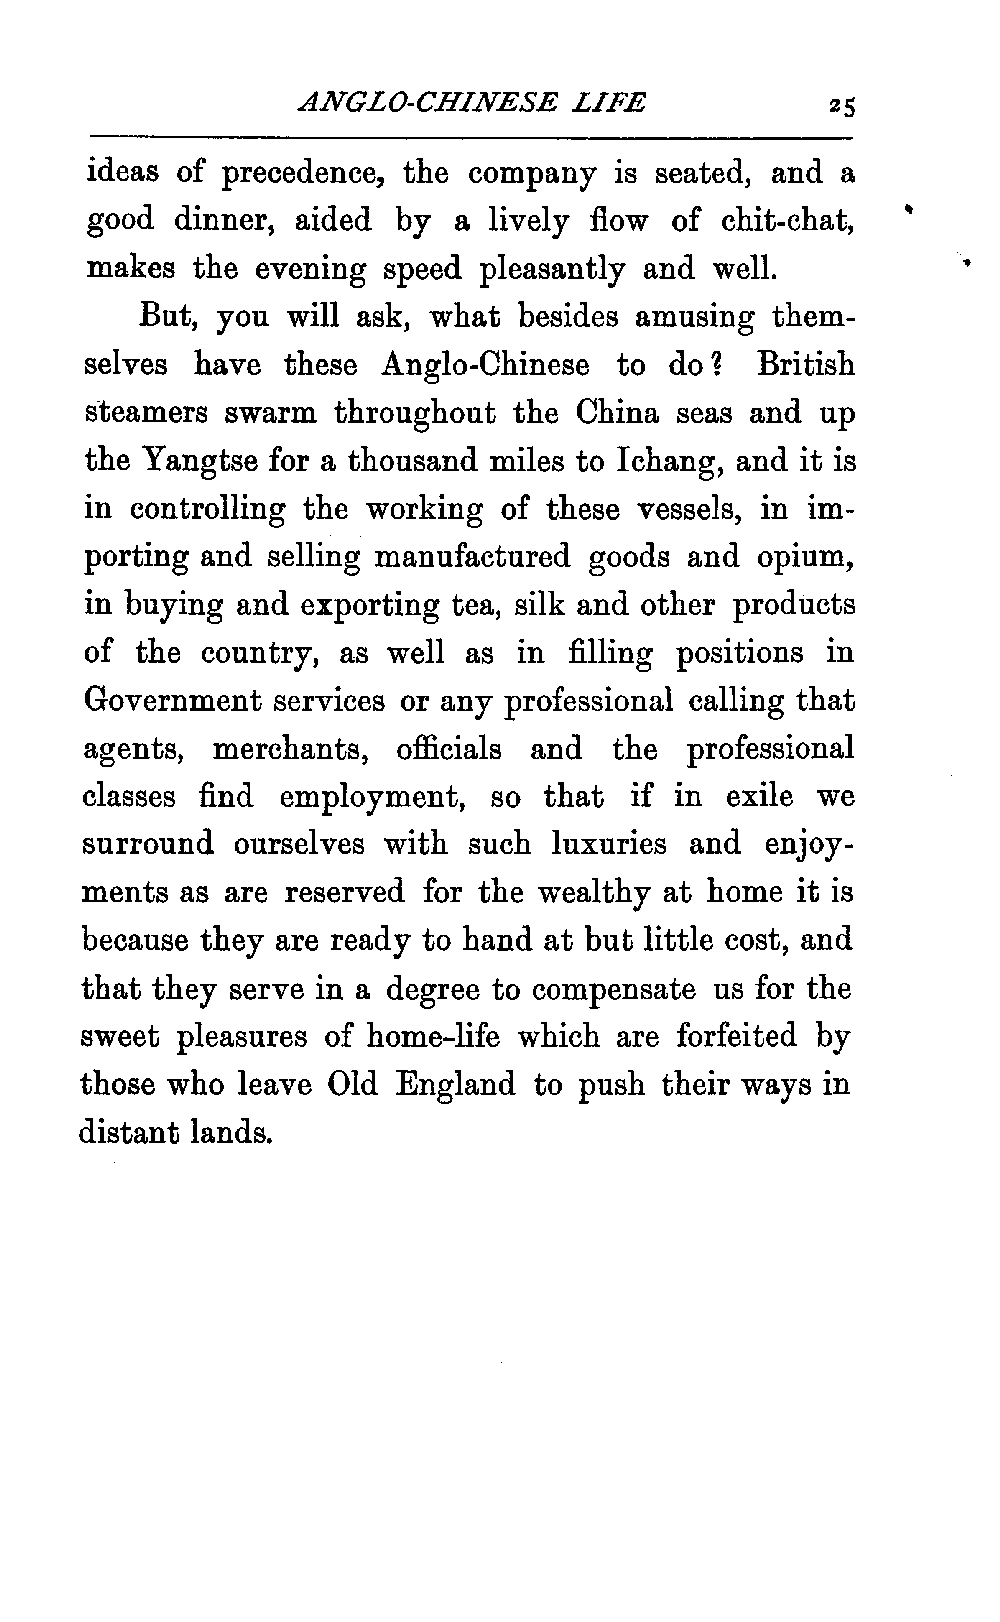 ANGLO-CHINESE LIFE 25
ideas of precedence, the company is seated, and a
good dinner, aided by a lively flow of chit-chat,
makes the evening speed pleasantly and well.
But, you will ask, what besides amusing them-
selves have these Anglo-Chinese to do? British
steamers swarm throughout the China seas and up
the Yangtse for a thousand miles to Ichang, and it is
in controlling the working of these vessels, in im-
porting and selling manufactured goods and opium,
in buying and exporting tea, silk and other products
of the country, as well as in filling positions in
Government services or any professional calling that
agents, merchants, officials and the professional
classes find employment, so that if in exile we
surround ourselves with such luxuries and enjoy-
ments as are reserved for the wealthy at home it is
because they are ready to hand at but little cost, and
that they serve in a degree to compensate us for the
sweet pleasures of home-life which are forfeited by
those who leave Old England to push their ways in
distant lands.